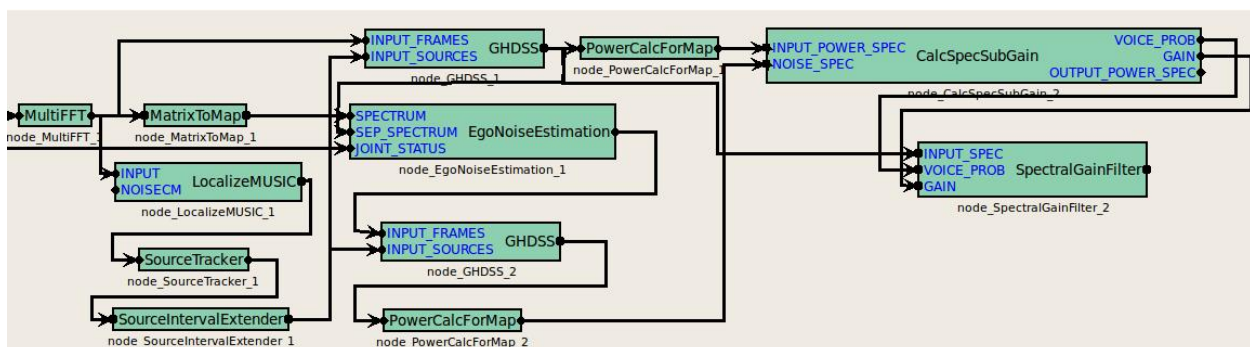 INPUT_FRAMES
INPUT_SOURCES
GHDSS
node_GHDSS_1
PowerCalcForMap
node_PowerCalcForMap_1
INPUT_POWER_SPEC
NOISE_SPEC
CalcSpecSubGain
VOICE_PROB
GAIN
OUTPUT_POWER_SPEC
node_CalcSpecSubGain_2
MultiFFT
node_MultiFFT_1
MatrixToMap
node_MatrixToMap_1
SPECTRUM
SEP_SPECTRUM
JOINT_STATUS
EgoNoiseEstimation
node_EgoNoiseEstimation_1
INPUT_SPEC
VOICE_PROB
GAIN
SpectralGainFilter
node_SpectralGainFilter_2
INPUT
NOISECM
LocalizeMUSIC
node_LocalizeMUSIC_1
INPUT_FRAMES
INPUT_SOURCES
GHDSS
node_GHDSS_2
SourceTracker
node_SourceTracker_1
SourceIntervalExtender
node_SourceIntervalExtender_1
PowerCalcForMap
node_PowerCalcForMap_2